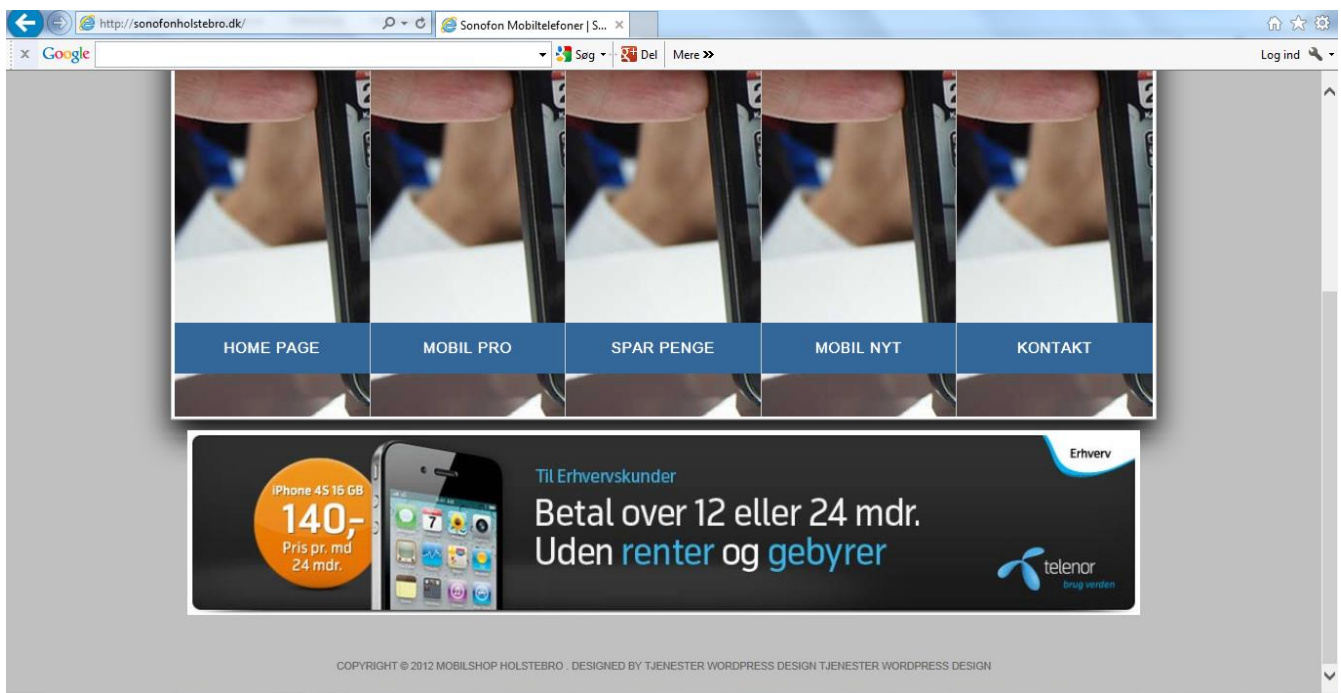 http://sonofonholstebro.dk/
Sonofon Mobiltelefoner | S...
x Google Søg Del Mere » Log ind
HOME PAGE MOBIL PRO SPAR PENGE MOBIL NYT KONTAKT
Erhverv
iPhone 4S 16 GB
140,-
Pris pr. md
24 mdr.
Til Erhvervskunder
Betal over 12 eller 24 mdr.
Uden renter og gebyrer
telenor
brug verden
COPYRIGHT © 2012 MOBILSHOP HOLSTEBRO . DESIGNED BY TJENESTER WORDPRESS DESIGN TJENESTER WORDPRESS DESIGN